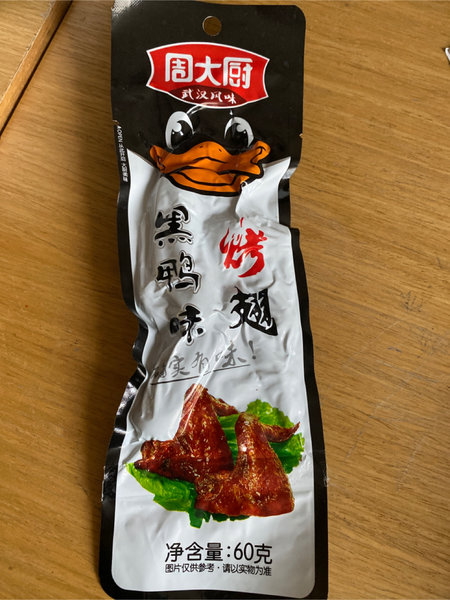 周大厨
武汉风味
烤翅
黑鸭味
实有味!
净含量:60克
图片仅供参考·请以实物为准